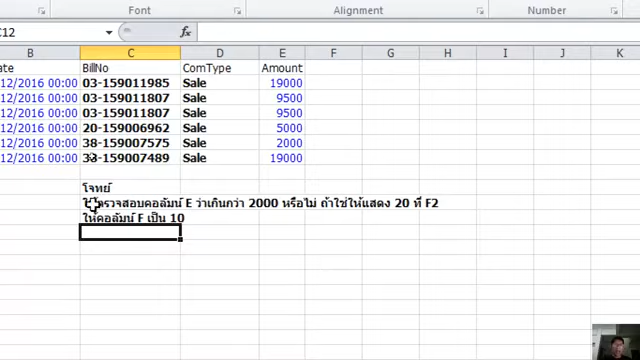 Font Alignment Number
C12 fx
B C D E F G H I J K
ate BillNo ComType Amount
12/2016 00:00 03-159011985 Sale 19000
12/2016 00:00 03-159011807 Sale 9500
12/2016 00:00 03-159011807 Sale 9500
12/2016 00:00 20-159006962 Sale 5000
12/2016 00:00 38-159007575 Sale 2000
12/2016 00:00 38-159007489 Sale 19000
โจทย์
ให้ตรวจสอบคอลัมน์ E ว่าเกินกว่า 2000 หรือไม่ ถ้าใช่ให้แสดง 20 ที่ F2
ให้คอลัมน์ F เป็น 10